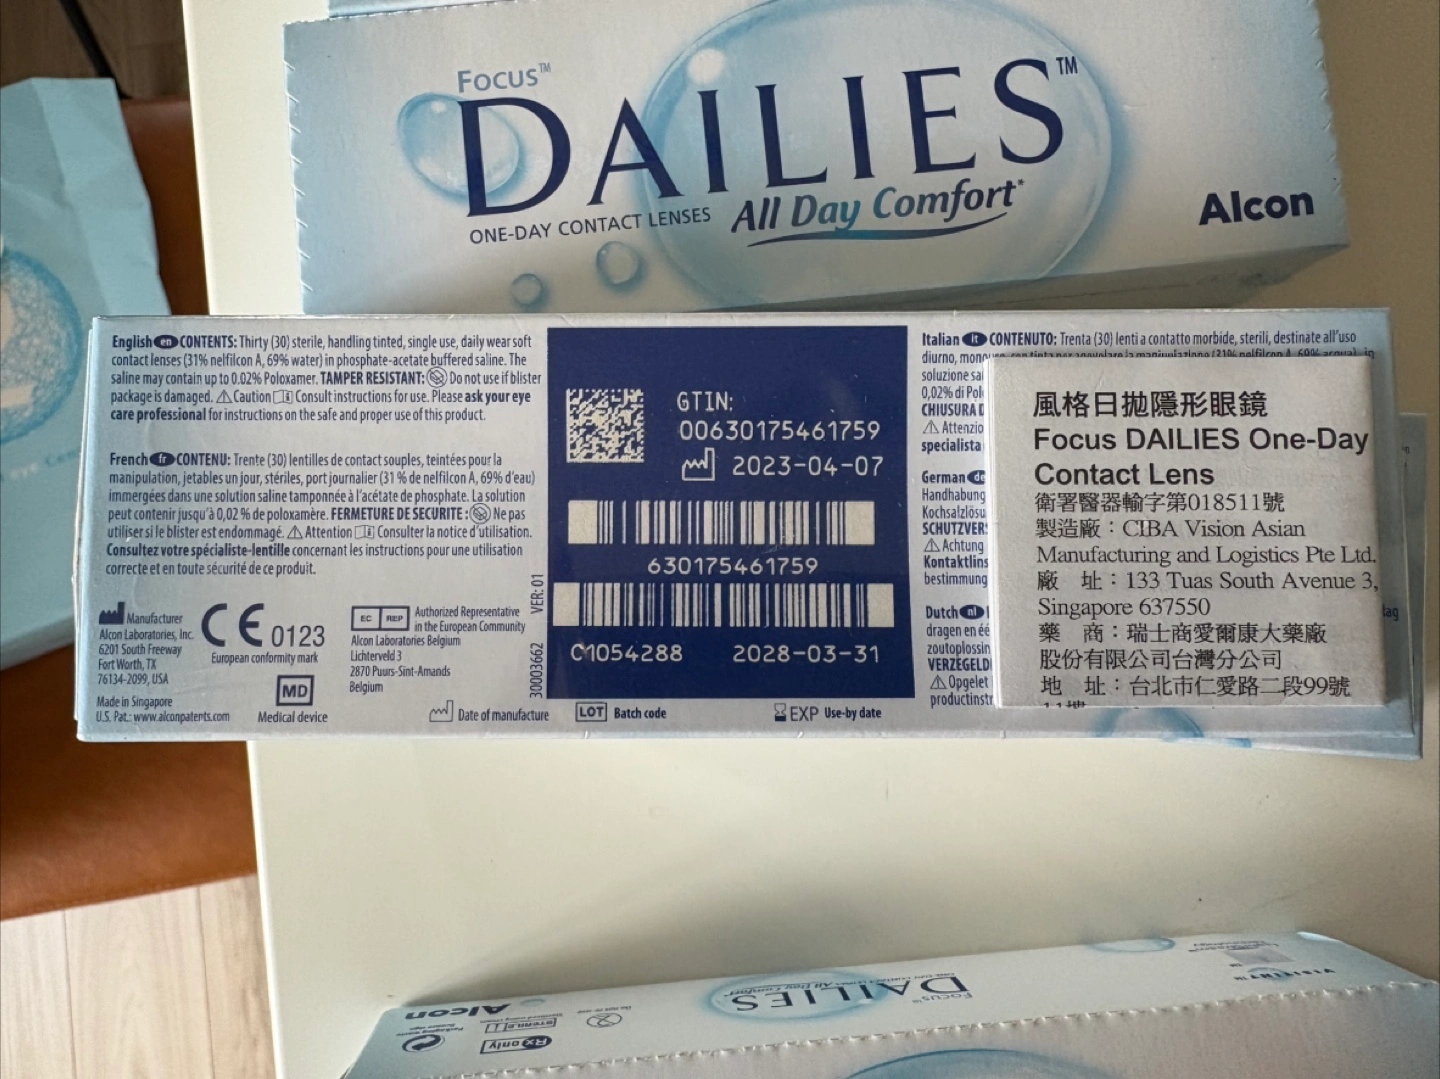 FOCUS™
DAILIES™
ONE-DAY CONTACT LENSES All Day Comfort*
Alcon
English en CONTENTS: Thirty (30) sterile, handling tinted, single use, daily wear soft
contact lenses (31% nelfilcon A, 69% water) in phosphate-acetate buffered saline. The
saline may contain up to 0.02% Poloxamer. TAMPER RESISTANT: Do not use if blister
package is damaged. Caution Consult instructions for use. Please ask your eye
care professional for instructions on the safe and proper use of this product.
French fr CONTENU: Trente (30) lentilles de contact souples, teintées pour la
manipulation, jetables un jour, stériles, port journalier (31 % de nelfilcon A, 69% d'eau)
immergées dans une solution saline tamponnée à l'acétate de phosphate. La solution
peut contenir jusqu'à 0,02 % de poloxamère. FERMETURE DE SECURITE : Ne pas
utiliser si le blister est endommagé. Attention Consulter la notice d'utilisation.
Consultez votre spécialiste-lentille concernant les instructions pour une utilisation
correcte et en toute sécurité de ce produit.
Manufacturer
Alcon Laboratories, Inc.
6201 South Freeway
Fort Worth, TX
76134-2099, USA
Made in Singapore
U.S. Pat.: www.alconpatents.com
CE 0123
European conformity mark
MD
Medical device
EC REP
Authorized Representative
in the European Community
Alcon Laboratories Belgium
Lichterveld 3
2870 Puurs-Sint-Amands
Belgium
Date of manufacture
30003662 VER: 01
GTIN:
00630175461759
2023-04-07
630175461759
C1054288 2028-03-31
LOT Batch code
EXP Use-by date
Italian it CONTENUTO: Trenta (30) lenti a contatto morbide, sterili, destinate all'uso
diurno,
soluzione
0,02% di
CHIUSURA
Attenzio
specialista
German de
Handhabung
Kochsalzlösu
SCHUTZVER
Achtung
Kontaktlins
bestimmung
Dutch nl
dragen en éé
zoutoplossin
VERZEGELD
Opgelet
productinstr
風格日拋隱形眼鏡
Focus DAILIES One-Day
Contact Lens
衛署醫器輸字第018511號
製造廠：CIBA Vision Asian
Manufacturing and Logistics Pte Ltd.
廠 址：133 Tuas South Avenue 3,
Singapore 637550
藥 商：瑞士商愛爾康大藥廠
股份有限公司台灣分公司
地 址：台北市仁愛路二段99號
FOCUS™
DAILIES
All Day Comfort
Alcon
STERILE
Rx only